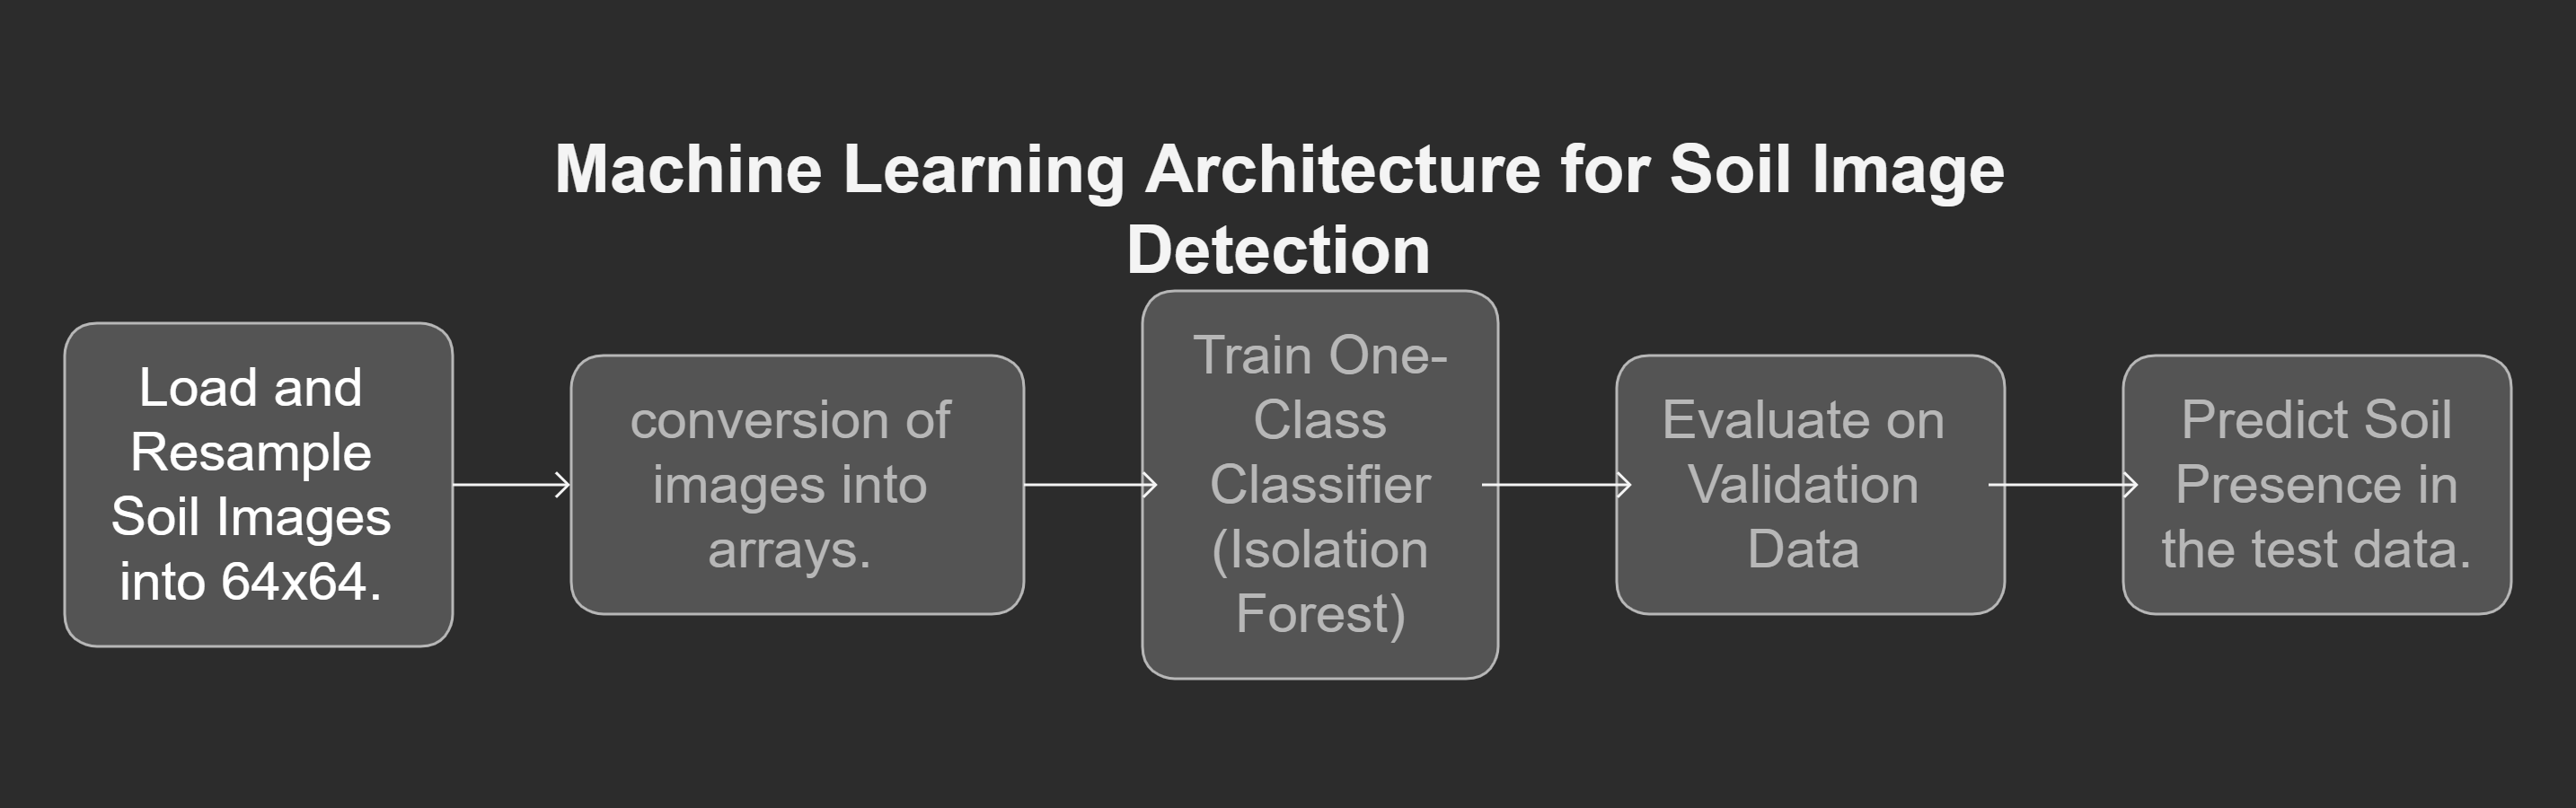 Machine Learning Architecture for Soil Image
Detection
Load and
Resample
Soil Images
into 64x64.
conversion of
images into
arrays.
Train One-
Class
Classifier
(Isolation
Forest)
Evaluate on
Validation
Data
Predict Soil
Presence in
the test data.